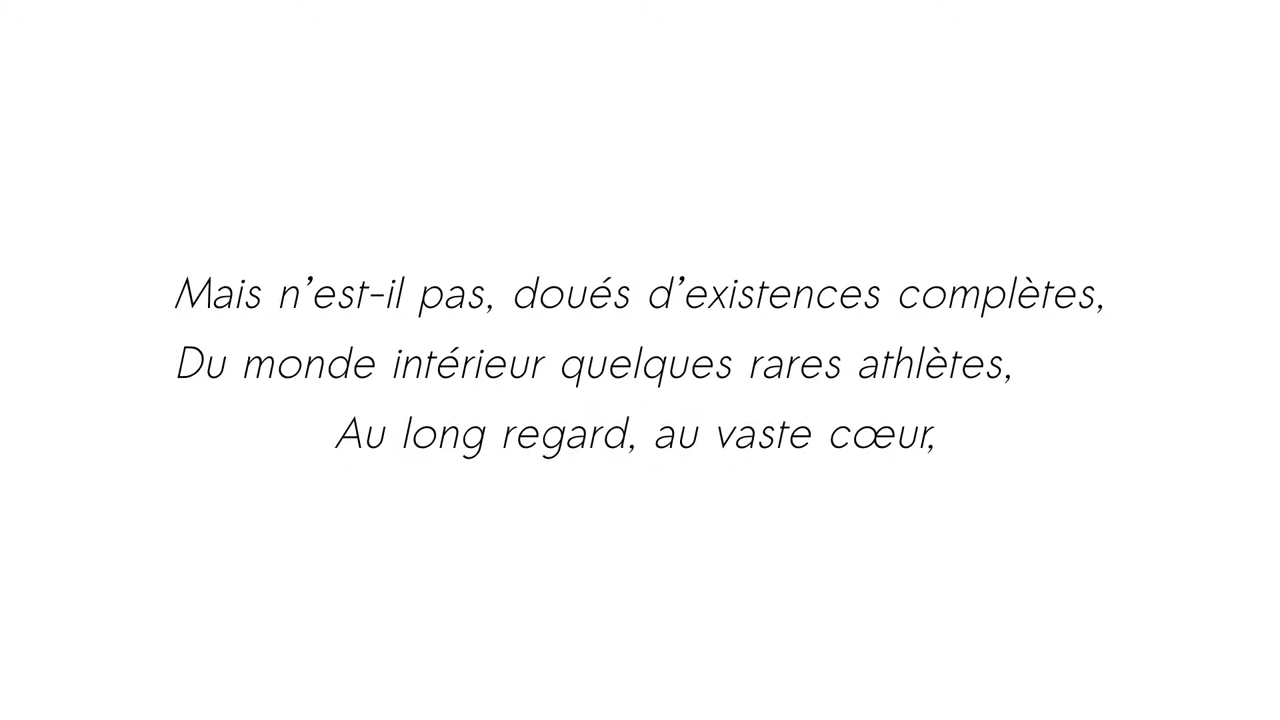 Mais n’est-il pas, doués d’existences complètes,
Du monde intérieur quelques rares athlètes,
Au long regard, au vaste cœur,